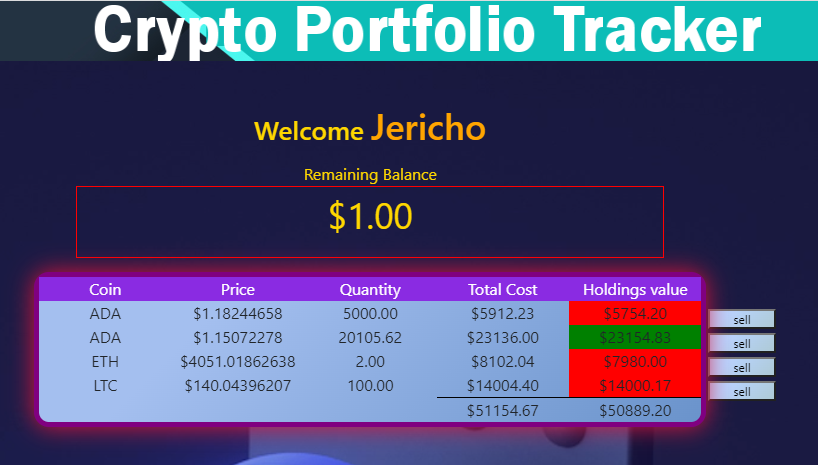 Crypto Portfolio Tracker
Welcome Jericho
Remaining Balance
$1.00
Coin Price Quantity Total Cost Holdings value
ADA $1.18244658 5000.00 $5912.23 $5754.20 sell
ADA $1.15072278 20105.62 $23136.00 $23154.83 sell
ETH $4051.01862638 2.00 $8102.04 $7980.00 sell
LTC $140.04396207 100.00 $14004.40 $14000.17 sell
$51154.67 $50889.20